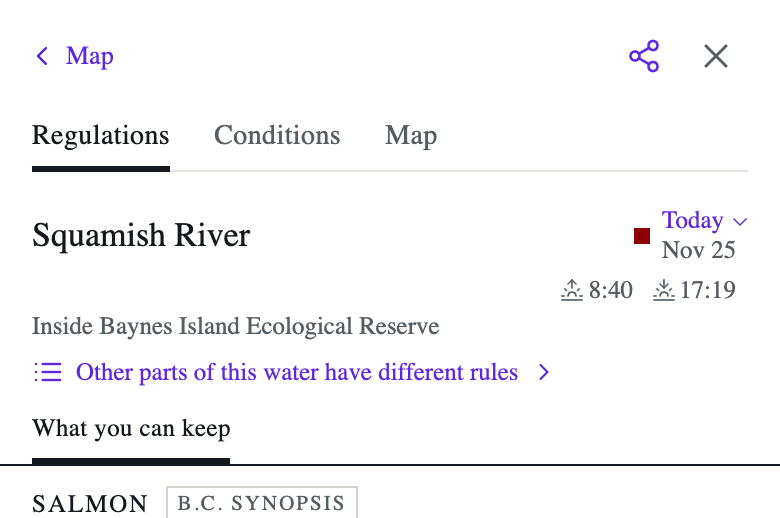 Map
Regulations Conditions Map
Squamish River
Today
Nov 25
8:40 17:19
Inside Baynes Island Ecological Reserve
Other parts of this water have different rules
What you can keep
SALMON B.C. SYNOPSIS